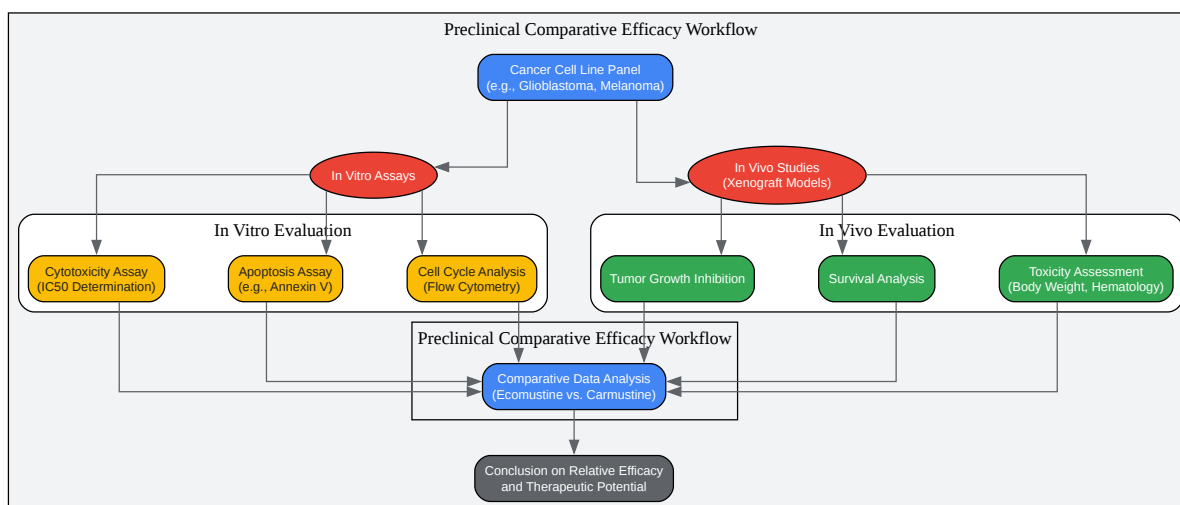 Preclinical Comparative Efficacy Workflow
Cancer Cell Line Panel
(e.g., Glioblastoma, Melanoma)
In Vitro Assays
In Vivo Studies
(Xenograft Models)
In Vitro Evaluation
Cytotoxicity Assay
(IC50 Determination)
Apoptosis Assay
(e.g., Annexin V)
Cell Cycle Analysis
(Flow Cytometry)
In Vivo Evaluation
Tumor Growth Inhibition
Survival Analysis
Toxicity Assessment
(Body Weight, Hematology)
Preclinical Comparative Efficacy Workflow
Comparative Data Analysis
(Ecomustine vs. Carmustine)
Conclusion on Relative Efficacy
and Therapeutic Potential